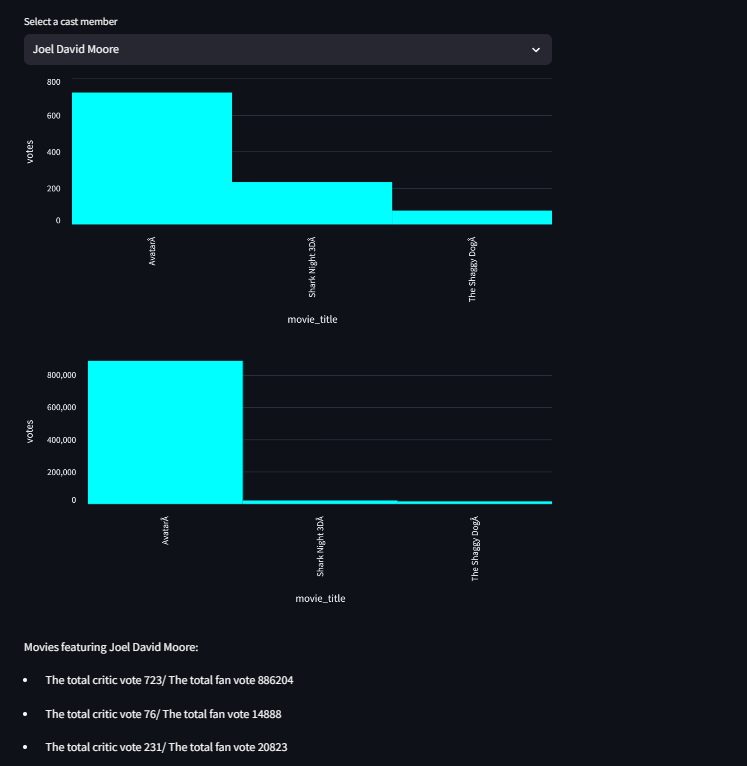 Select a cast member
Joel David Moore
800
600
400
200
0
votes
AvatarÂ
Shark Night 3DÂ
The Shaggy DogÂ
movie_title
800,000
600,000
400,000
200,000
0
votes
AvatarÂ
Shark Night 3DÂ
The Shaggy DogÂ
movie_title
Movies featuring Joel David Moore:
The total critic vote 723/ The total fan vote 886204
The total critic vote 76/ The total fan vote 14888
The total critic vote 231/ The total fan vote 20823